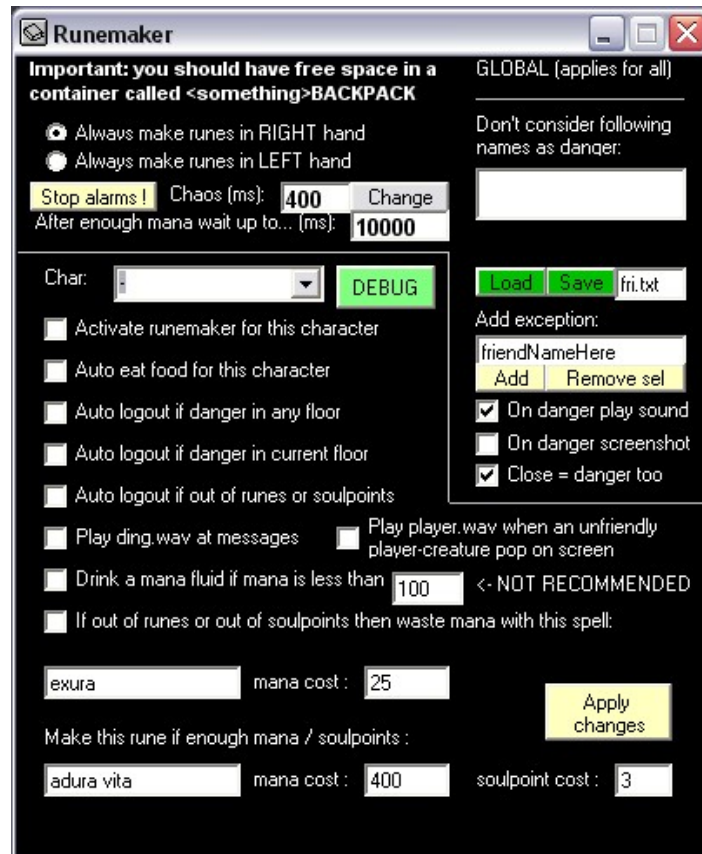 Runemaker
Important: you should have free space in a
container called <something>BACKPACK
Always make runes in RIGHT hand
Always make runes in LEFT hand
Stop alarms !
Chaos (ms):
400
Change
After enough mana wait up to... (ms):
10000
GLOBAL (applies for all)
Don't consider following
names as danger:
Load
Save
fri.txt
Add exception:
friendNameHere
Add
Remove sel
On danger play sound
On danger screenshot
Close = danger too
Char:
-
DEBUG
Activate runemaker for this character
Auto eat food for this character
Auto logout if danger in any floor
Auto logout if danger in current floor
Auto logout if out of runes or soulpoints
Play ding.wav at messages
Play player.wav when an unfriendly
player-creature pop on screen
Drink a mana fluid if mana is less than
100
<- NOT RECOMMENDED
If out of runes or out of soulpoints then waste mana with this spell:
exura
mana cost :
25
Apply
changes
Make this rune if enough mana / soulpoints :
adura vita
mana cost :
400
soulpoint cost :
3